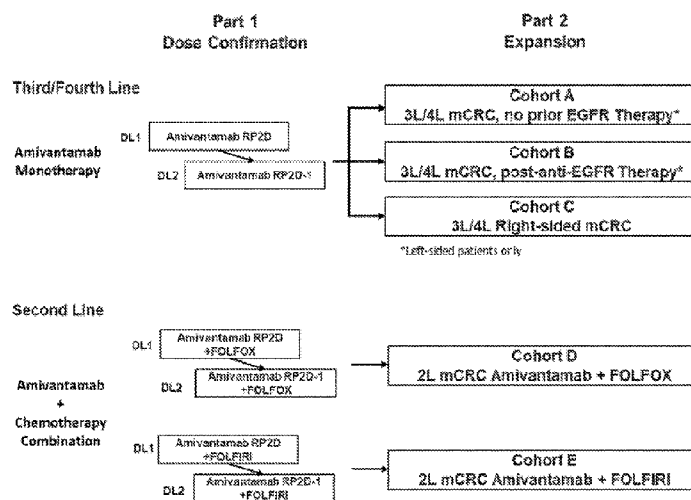 Part 1
Dose Confirmation
Part 2
Expansion
Third/Fourth Line
Amivantamab
Monotherapy
DL1
Amivantamab RP2D
DL2
Amivantamab RP2D-1
Cohort A
3L/4L mCRC, no prior EGFR Therapy*
Cohort B
3L/4L mCRC, post-anti-EGFR Therapy*
Cohort C
3L/4L Right-sided mCRC
*Left-sided patients only
Second Line
Amivantamab
+
Chemotherapy
Combination
DL1
Amivantamab RP2D
+FOLFOX
DL2
Amivantamab RP2D-1
+FOLFOX
Cohort D
2L mCRC Amivantamab + FOLFOX
DL1
Amivantamab RP2D
+FOLFIRI
DL2
Amivantamab RP2D-1
+ FOLFIRI
Cohort E
2L mCRC Amivantamab + FOLFIRI